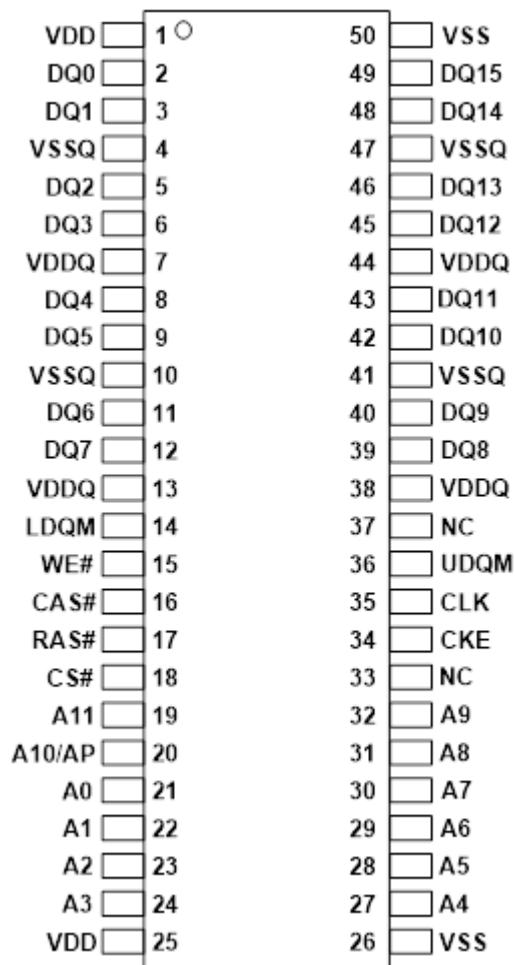 VDD 1 50 VSS
DQ0 2 49 DQ15
DQ1 3 48 DQ14
VSSQ 4 47 VSSQ
DQ2 5 46 DQ13
DQ3 6 45 DQ12
VDDQ 7 44 VDDQ
DQ4 8 43 DQ11
DQ5 9 42 DQ10
VSSQ 10 41 VSSQ
DQ6 11 40 DQ9
DQ7 12 39 DQ8
VDDQ 13 38 VDDQ
LDQM 14 37 NC
WE# 15 36 UDQM
CAS# 16 35 CLK
RAS# 17 34 CKE
CS# 18 33 NC
A11 19 32 A9
A10/AP 20 31 A8
A0 21 30 A7
A1 22 29 A6
A2 23 28 A5
A3 24 27 A4
VDD 25 26 VSS